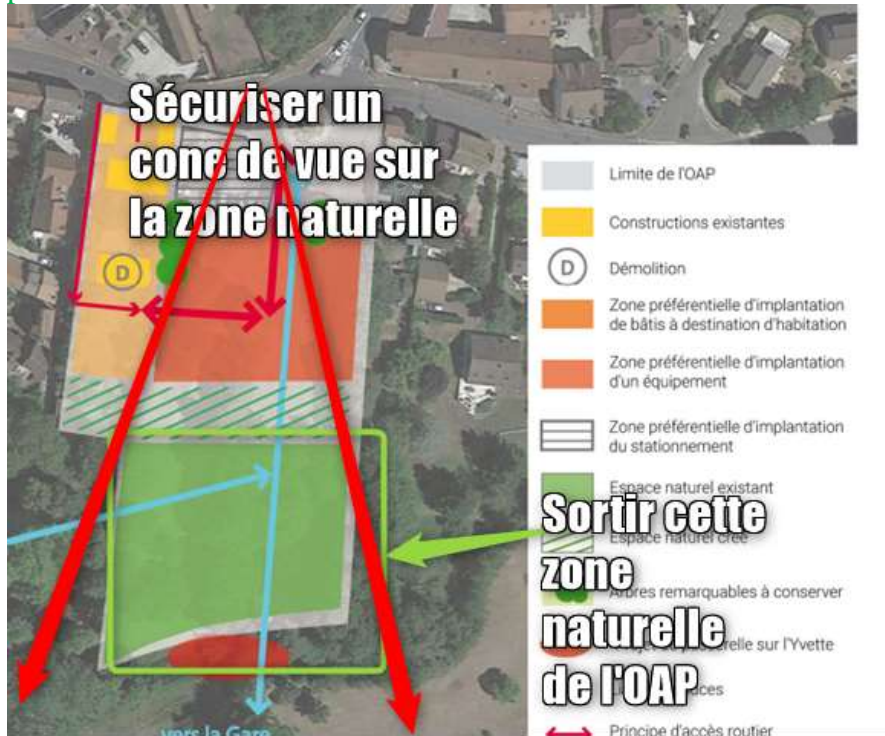 Sécuriser un
cone de vue sur
la zone naturelle
D
vers la Gare
Limite de l'OAP
Constructions existantes
D
Démolition
Zone préférentielle d'implantation
de bâtis à destination d'habitation
Zone préférentielle d'implantation
d'un équipement
Zone préférentielle d'implantation
du stationnement
Espace naturel existant
Sortir cette
Espace naturel créé
zone
Arbres remarquables à conserver
naturelle
sur l'Yvette
de l'OAP
Principe d'accès routier